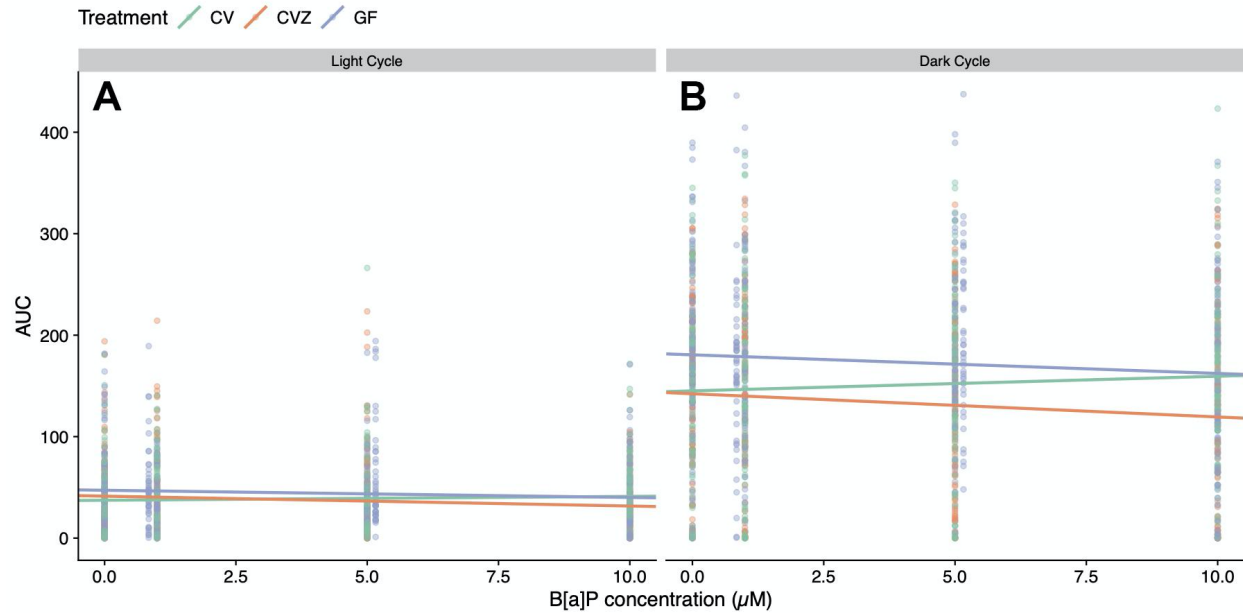 Treatment CV CVZ GF
Light Cycle Dark Cycle
A B
400
300
200
100
0
AUC
0.0 2.5 5.0 7.5 10.0 0.0 2.5 5.0 7.5 10.0
B[a]P concentration (µM)